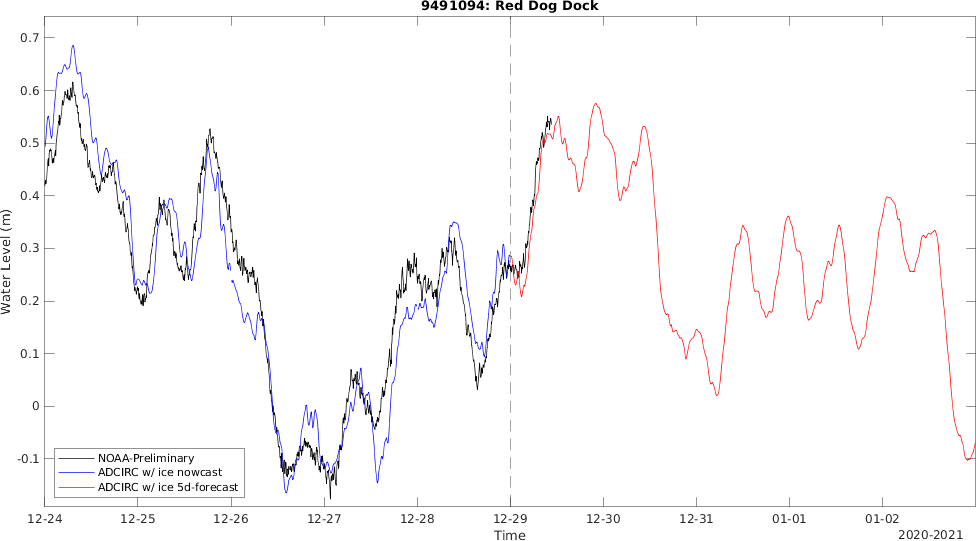 9491094: Red Dog Dock
0.7
0.6
0.5
0.4
0.3
0.2
0.1
0
-0.1
Water Level (m)
NOAA-Preliminary
ADCIRC w/ ice nowcast
ADCIRC w/ ice 5d-forecast
12-24 12-25 12-26 12-27 12-28 12-29 12-30 12-31 01-01 01-02
Time
2020-2021